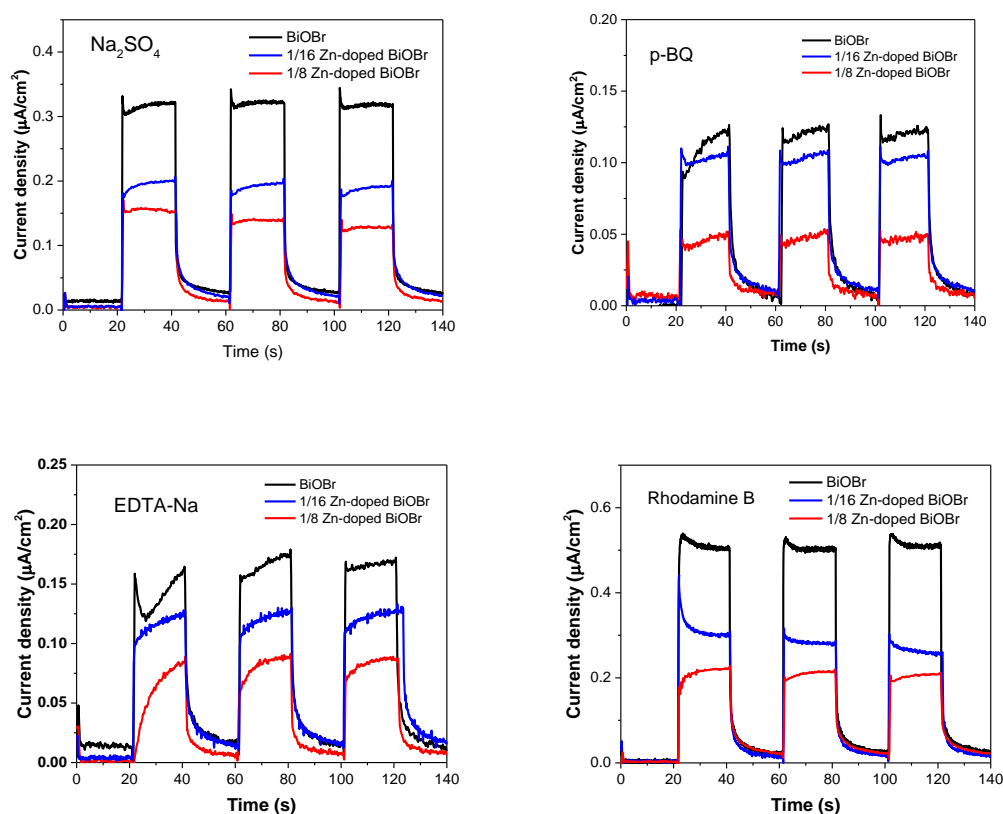 Na₂SO₄
BiOBr
1/16 Zn-doped BiOBr
1/8 Zn-doped BiOBr
Current density (μA/cm²)
0.4
0.3
0.2
0.1
0.0
0 20 40 60 80 100 120 140
Time (s)
p-BQ
BiOBr
1/16 Zn-doped BiOBr
1/8 Zn-doped BiOBr
Current density (μA/cm²)
0.20
0.15
0.10
0.05
0.00
0 20 40 60 80 100 120 140
Time (s)
EDTA-Na
BiOBr
1/16 Zn-doped BiOBr
1/8 Zn-doped BiOBr
Current density (μA/cm²)
0.25
0.20
0.15
0.10
0.05
0.00
0 20 40 60 80 100 120 140
Time (s)
Rhodamine B
BiOBr
1/16 Zn-doped BiOBr
1/8 Zn-doped BiOBr
Current density (μA/cm²)
0.6
0.4
0.2
0.0
0 20 40 60 80 100 120 140
Time (s)